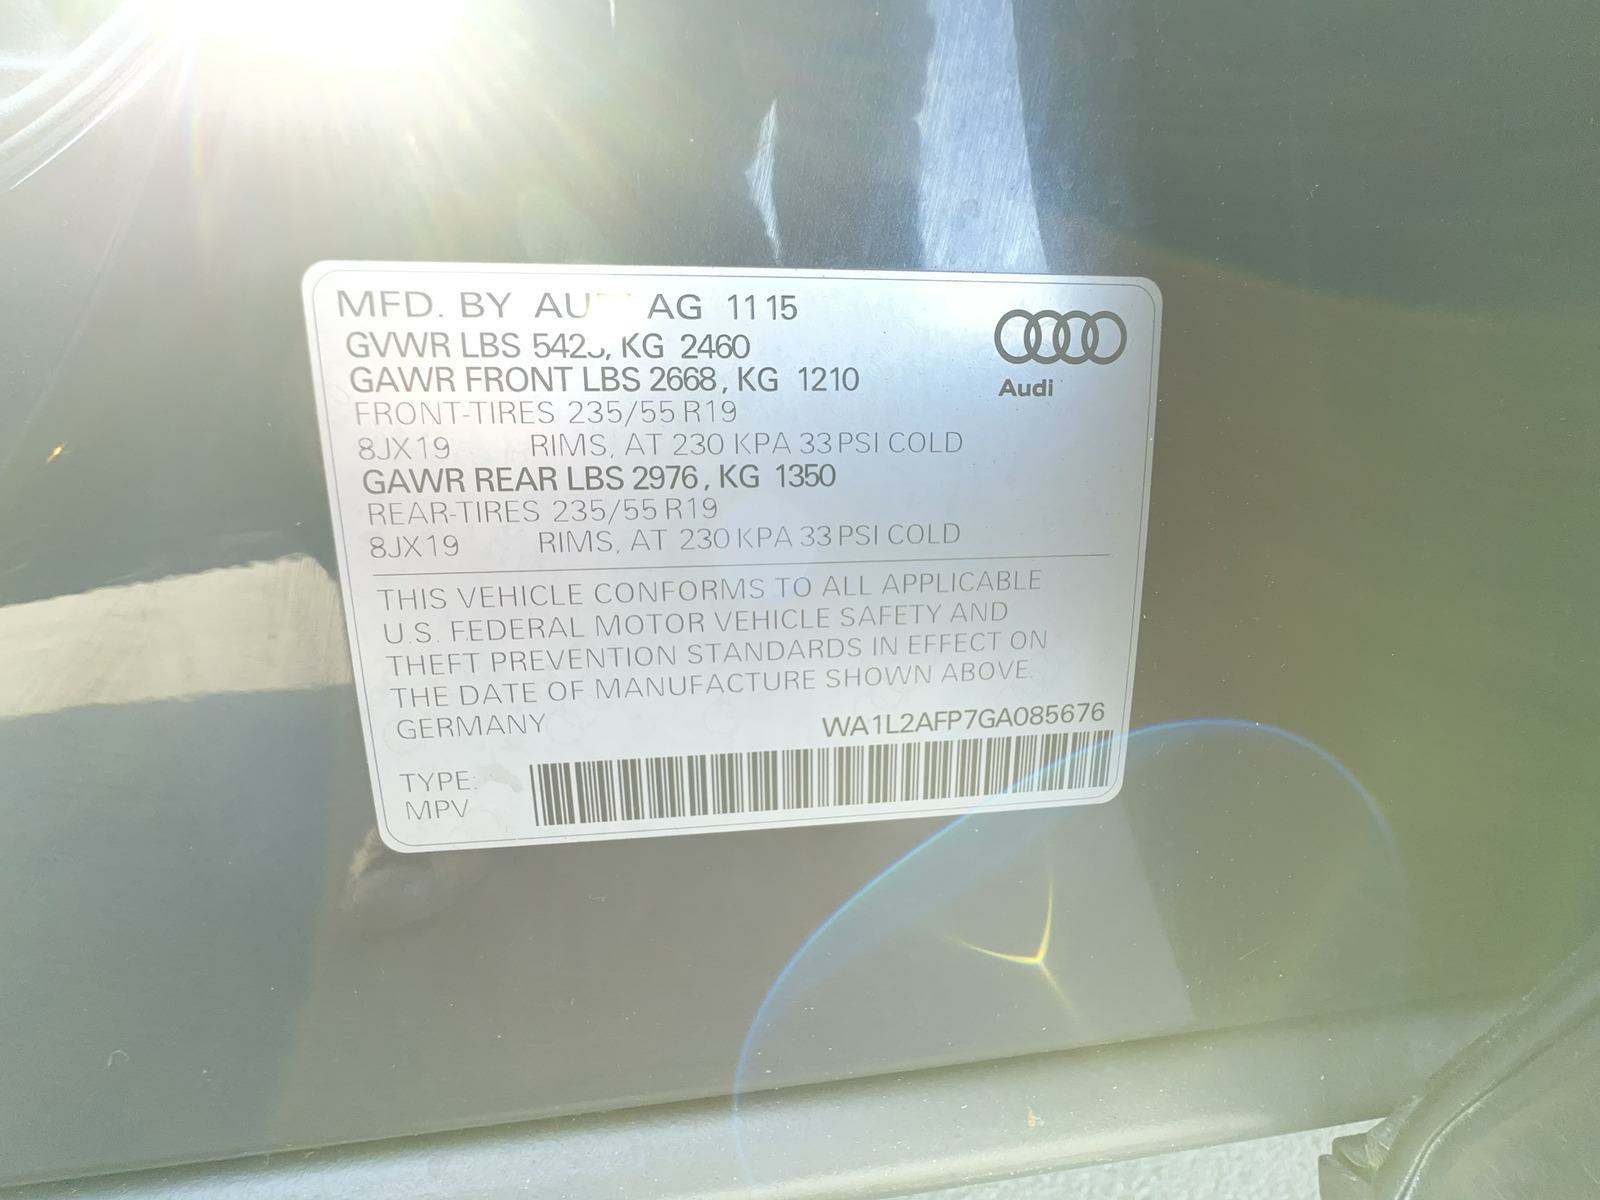 MFD. BY AG 11 15
GVWR LBS KG 2460
GAWR FRONT LBS 2668, KG 1210
FRONT-TIRES 235/55 R19
8JX19 RIMS, AT 230 KPA 33 PSI COLD
GAWR REAR LBS 2976, KG 1350
REAR-TIRES 235/55 R19
8JX19 RIMS, AT 230 KPA 33 PSI COLD
Audi
THIS VEHICLE CONFORMS TO ALL APPLICABLE
U.S. FEDERAL MOTOR VEHICLE SAFETY AND
THEFT PREVENTION STANDARDS IN EFFECT ON
THE DATE OF MANUFACTURE SHOWN ABOVE.
GERMANY WA1L2AFP7GA085676
TYPE:
MPV